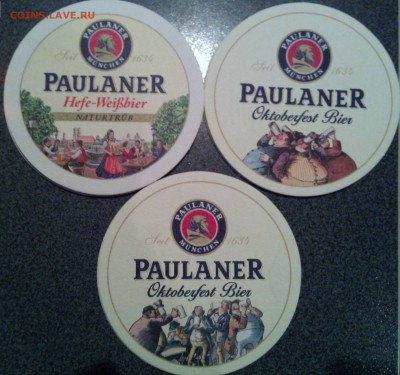 COINS.LAVE.RU
PAULANER
MÜNCHEN
Seit 1634
PAULANER
Hefe-Weißbier
NATURTRÜB
PAULANER
MÜNCHEN
Seit 1634
PAULANER
Oktoberfest Bier
PAULANER
MÜNCHEN
Seit 1634
PAULANER
Oktoberfest Bier